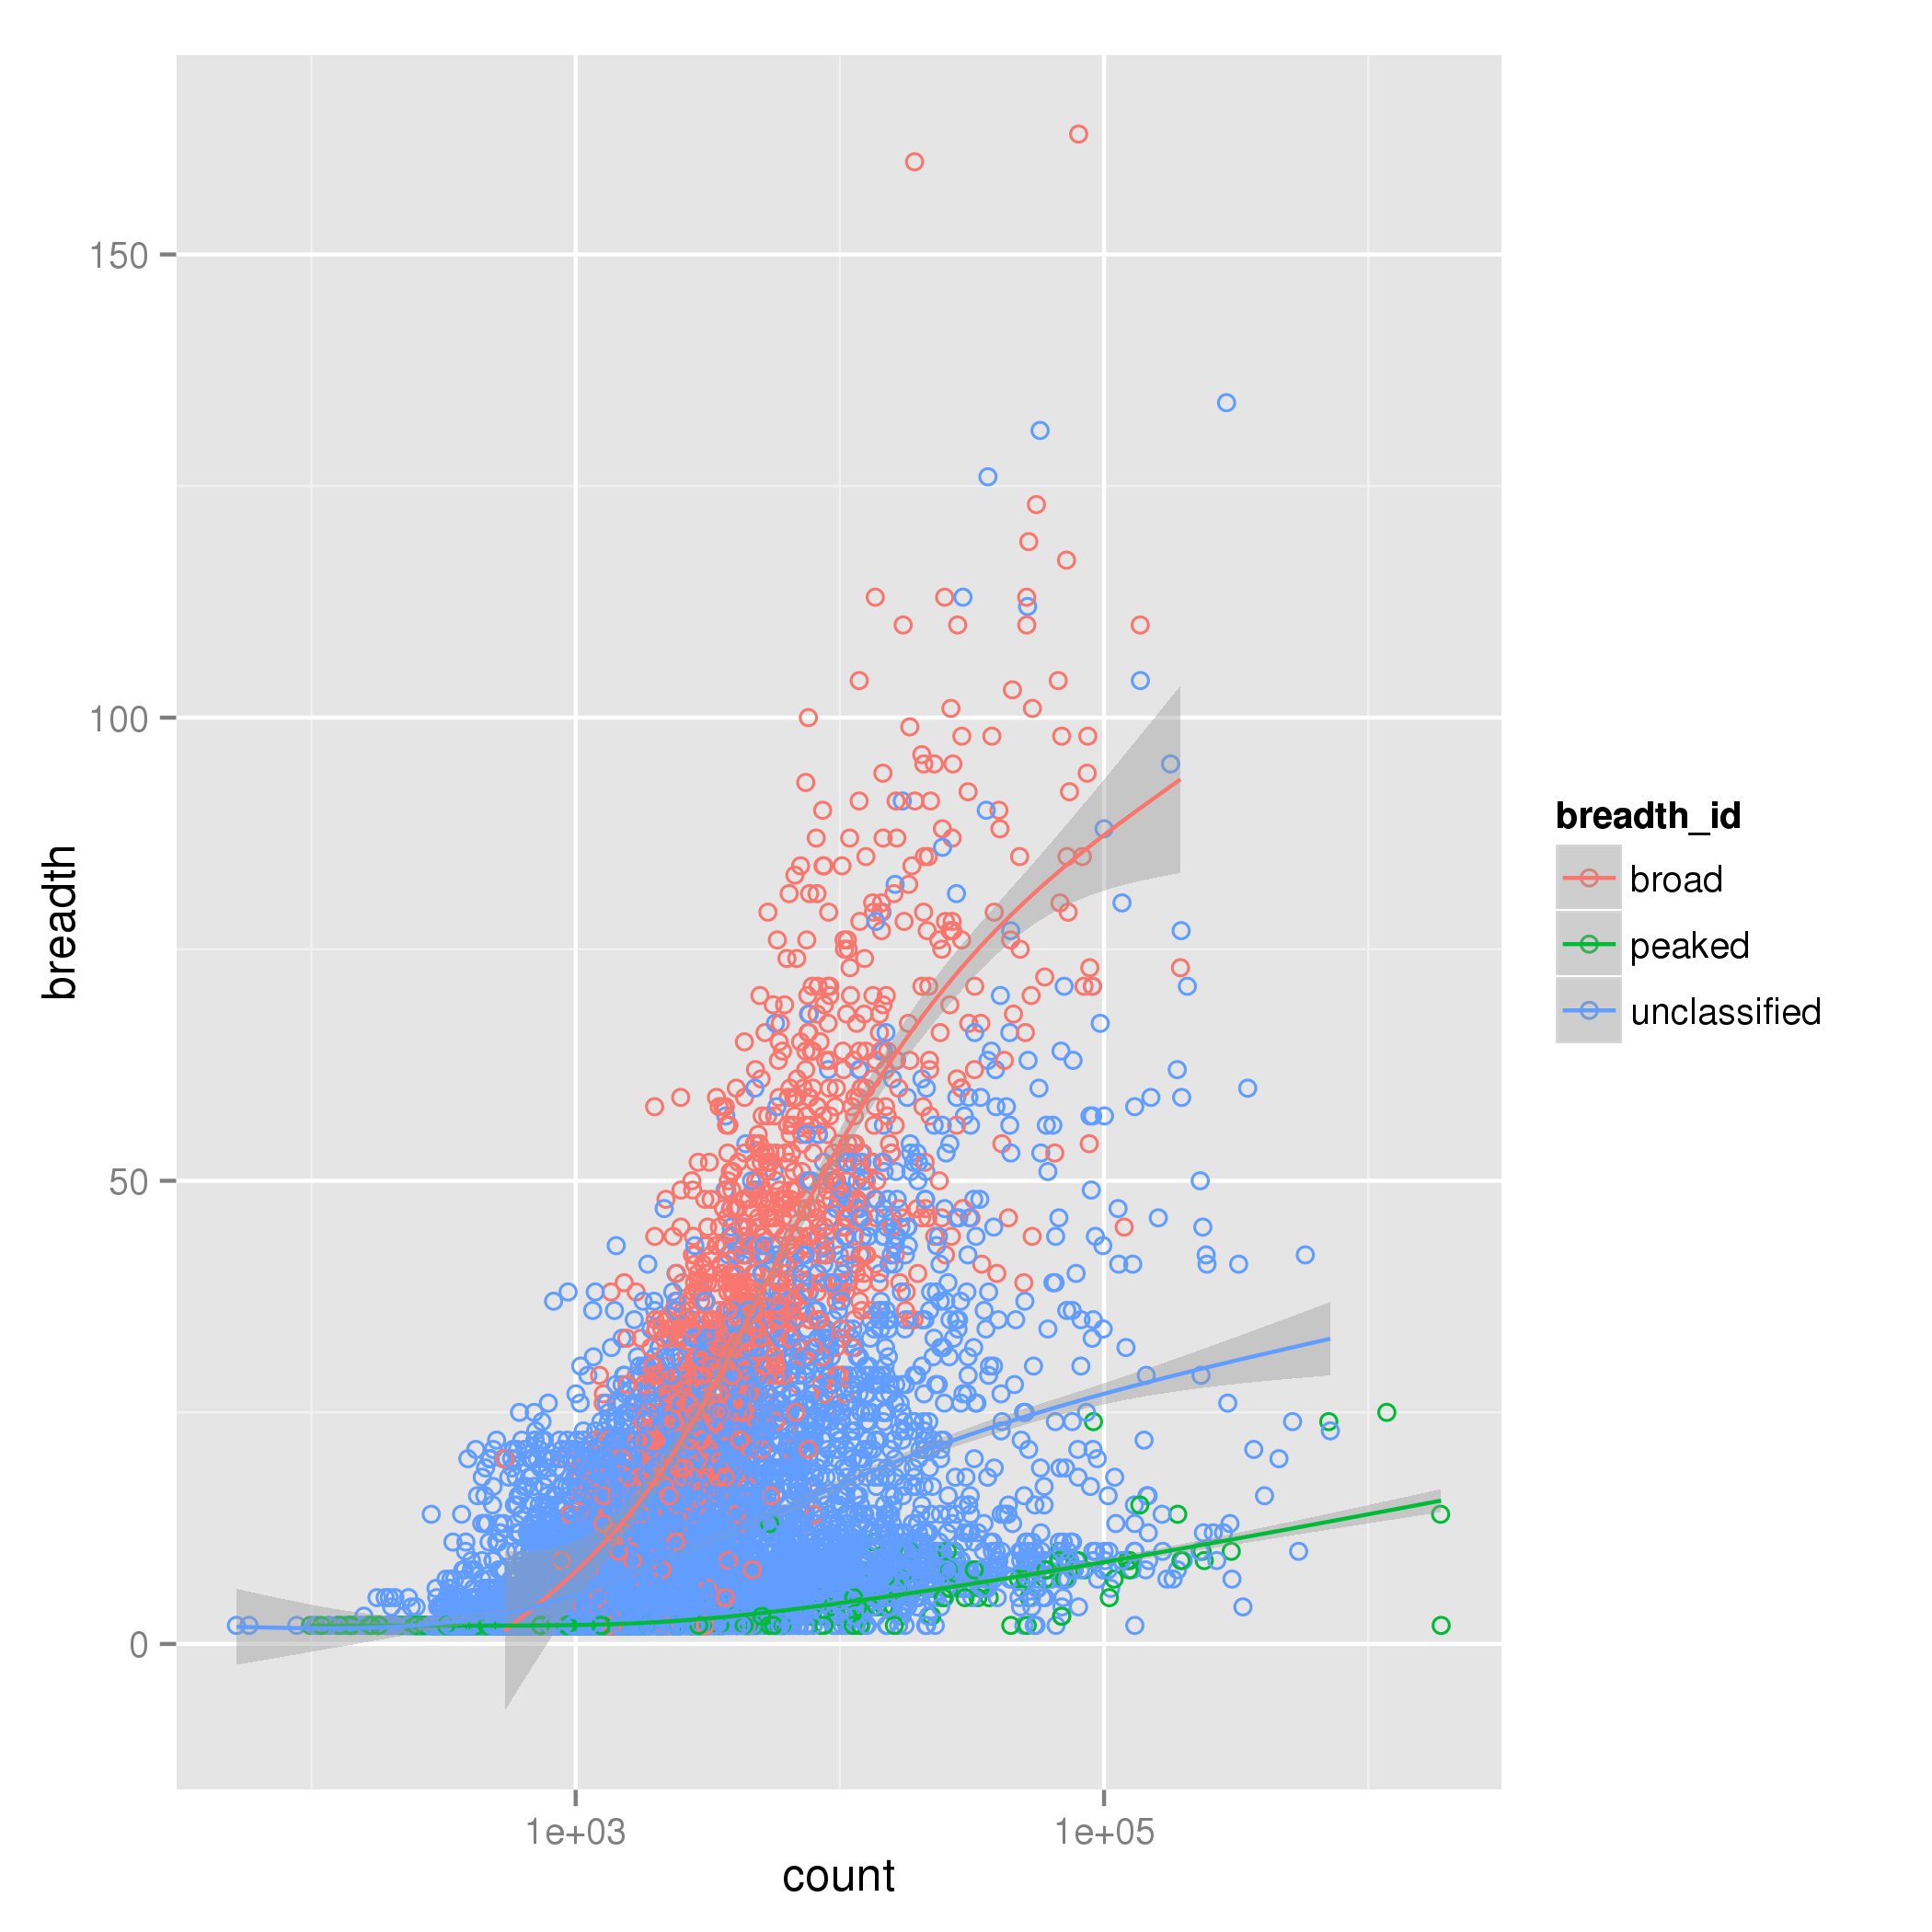 150
100
50
0
breadth
1e+03
1e+05
count
breadth_id
broad
peaked
unclassified